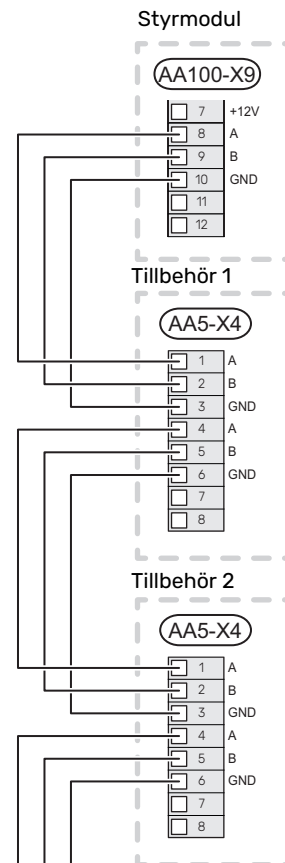 Styrmodul
AA100-X9
7 +12V
8 A
9 B
10 GND
11
12
Tillbehör 1
AA5-X4
1 A
2 B
3 GND
4 A
5 B
6 GND
7
8
Tillbehör 2
AA5-X4
1 A
2 B
3 GND
4 A
5 B
6 GND
7
8